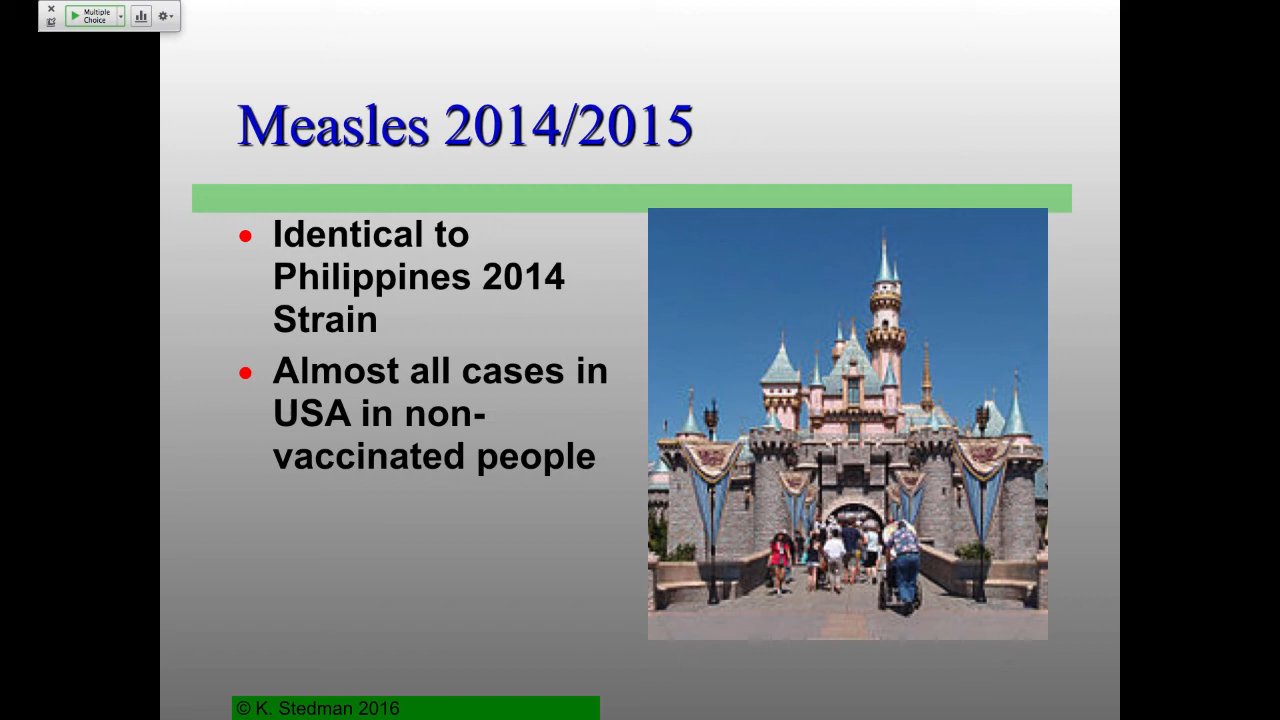 Multiple
Choice
Measles 2014/2015
Identical to
Philippines 2014
Strain
Almost all cases in
USA in non-
vaccinated people
© K. Stedman 2016